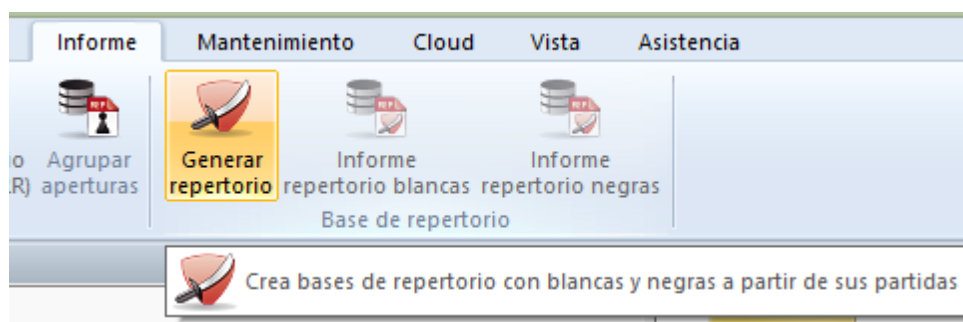 Informe Mantenimiento Cloud Vista Asistencia
o Agrupar Generar Informe Informe
R) aperturas repertorio repertorio blancas repertorio negras
Base de repertorio
Crea bases de repertorio con blancas y negras a partir de sus partidas